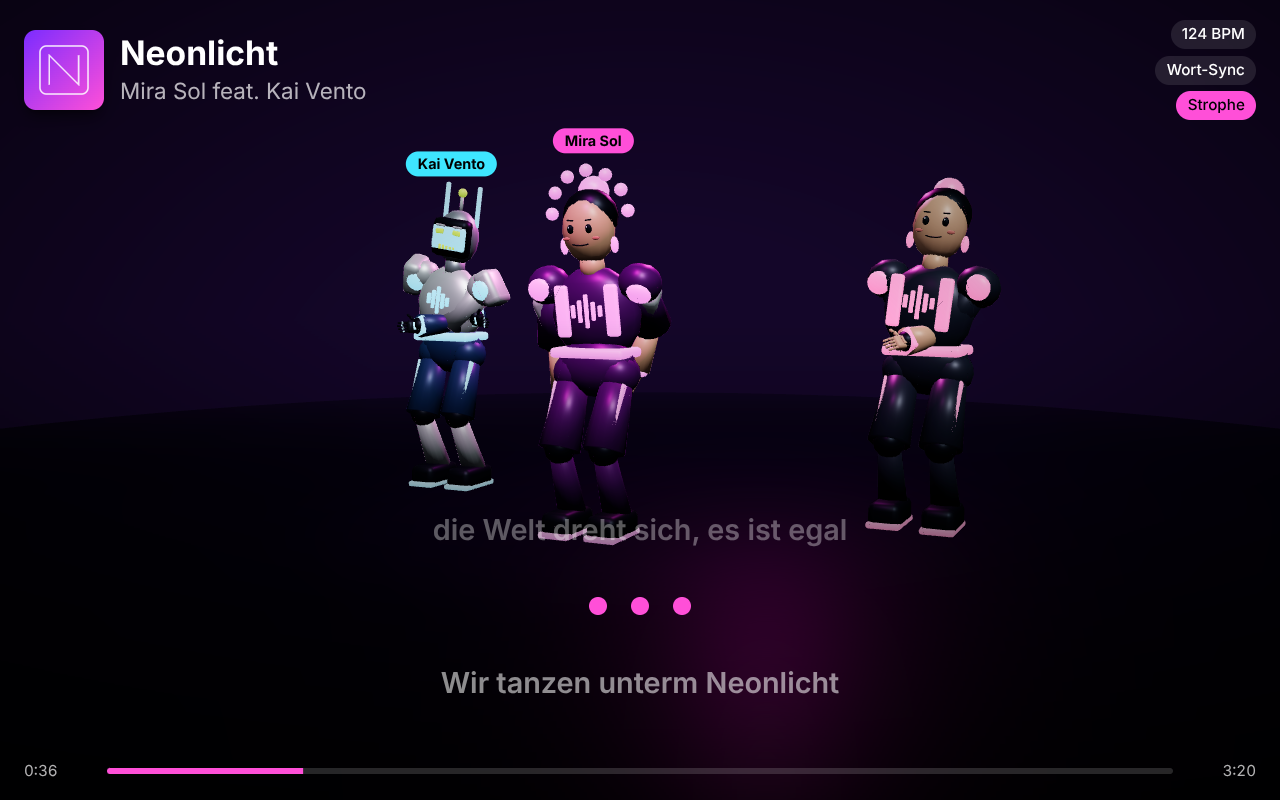 Neonlicht
Mira Sol feat. Kai Vento
124 BPM
Wort-Sync
Strophe
Mira Sol
Kai Vento
die Welt dreht sich, es ist egal
Wir tanzen unterm Neonlicht
0:36
3:20